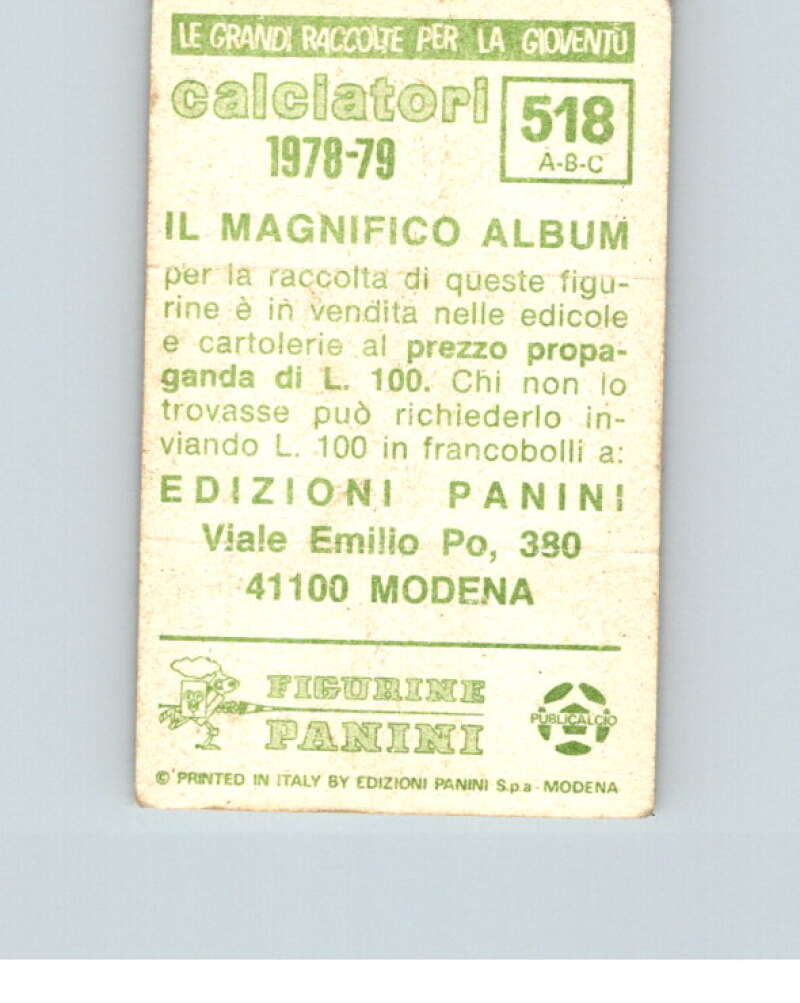 LE GRANDI RACCOLTE PER LA GIOVENTÙ
calciatori
1978-79
518
A-B-C
IL MAGNIFICO ALBUM
per la raccolta di queste figu-
rine è in vendita nelle edicole
e cartolerie al prezzo propa-
ganda di L. 100. Chi non lo
trovasse può richiederlo in-
viando L. 100 in francobolli a:
EDIZIONI PANINI
Viale Emilio Po, 380
41100 MODENA
FIGURINE
PANINI
PUBLICALCIO
© PRINTED IN ITALY BY EDIZIONI PANINI S.p.a - MODENA